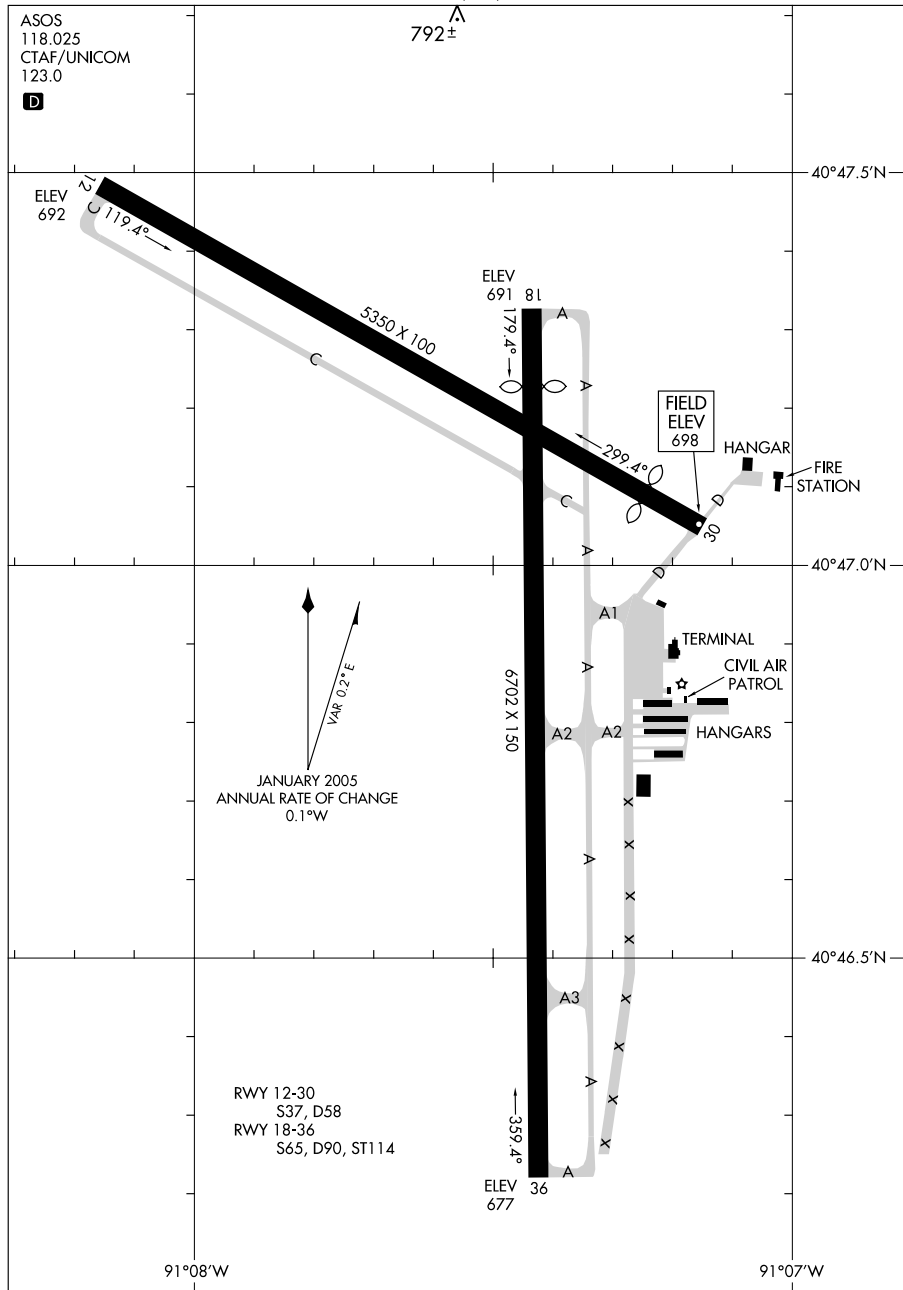 ASOS
118.025
CTAF/UNICOM
123.0
D
792±
40°47.5'N
12
ELEV
692
C
119.4°
5350 X 100
C
ELEV
691
18
A
179.4°
A
FIELD
ELEV
698
299.4°
HANGAR
FIRE
STATION
D
C
30
A
40°47.0'N
D
A1
TERMINAL
A
VAR 0.2° E
CIVIL AIR
PATROL
6702 X 150
A2
A2
HANGARS
JANUARY 2005
ANNUAL RATE OF CHANGE
0.1°W
X
X
A
X
X
40°46.5'N
A3
X
X
A
X
X
RWY 12-30
S37, D58
RWY 18-36
S65, D90, ST114
359.4°
A
ELEV
677
36
91°08'W
91°07'W